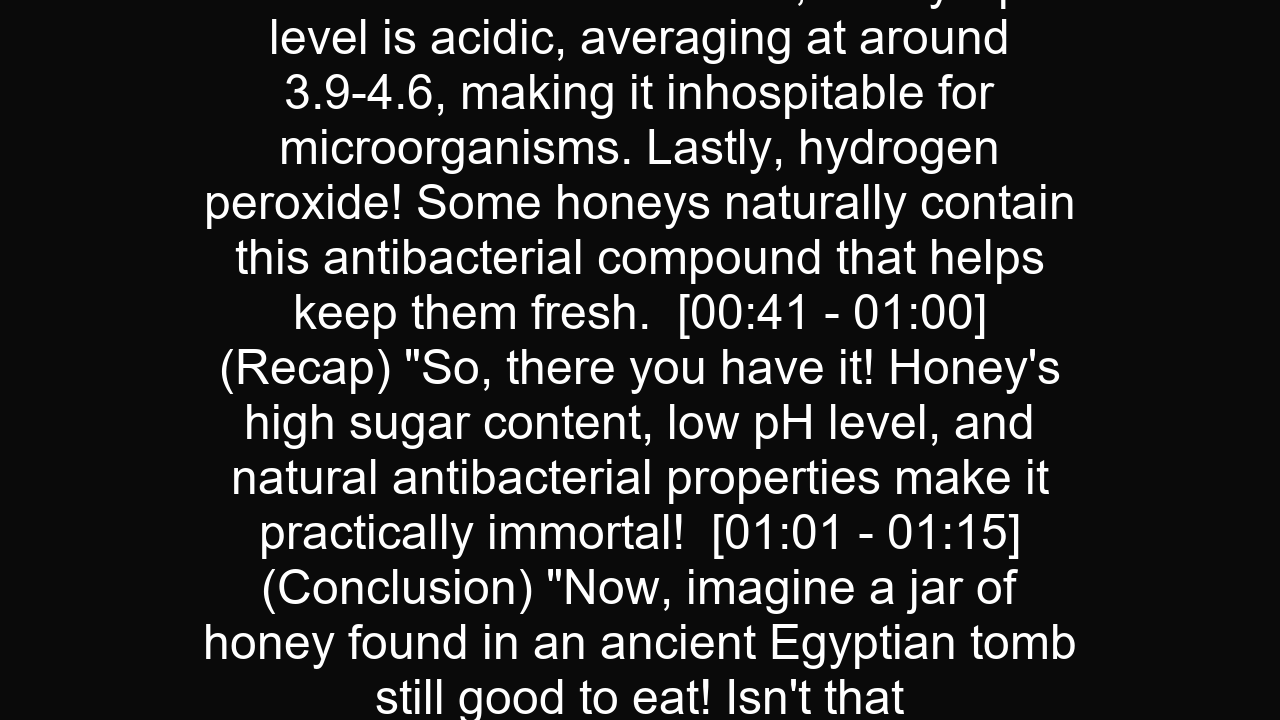 level is acidic, averaging at around
3.9-4.6, making it inhospitable for
microorganisms. Lastly, hydrogen
peroxide! Some honeys naturally contain
this antibacterial compound that helps
keep them fresh.  [00:41 - 01:00]
(Recap) "So, there you have it! Honey's
high sugar content, low pH level, and
natural antibacterial properties make it
practically immortal!  [01:01 - 01:15]
(Conclusion) "Now, imagine a jar of
honey found in an ancient Egyptian tomb
still good to eat! Isn't that